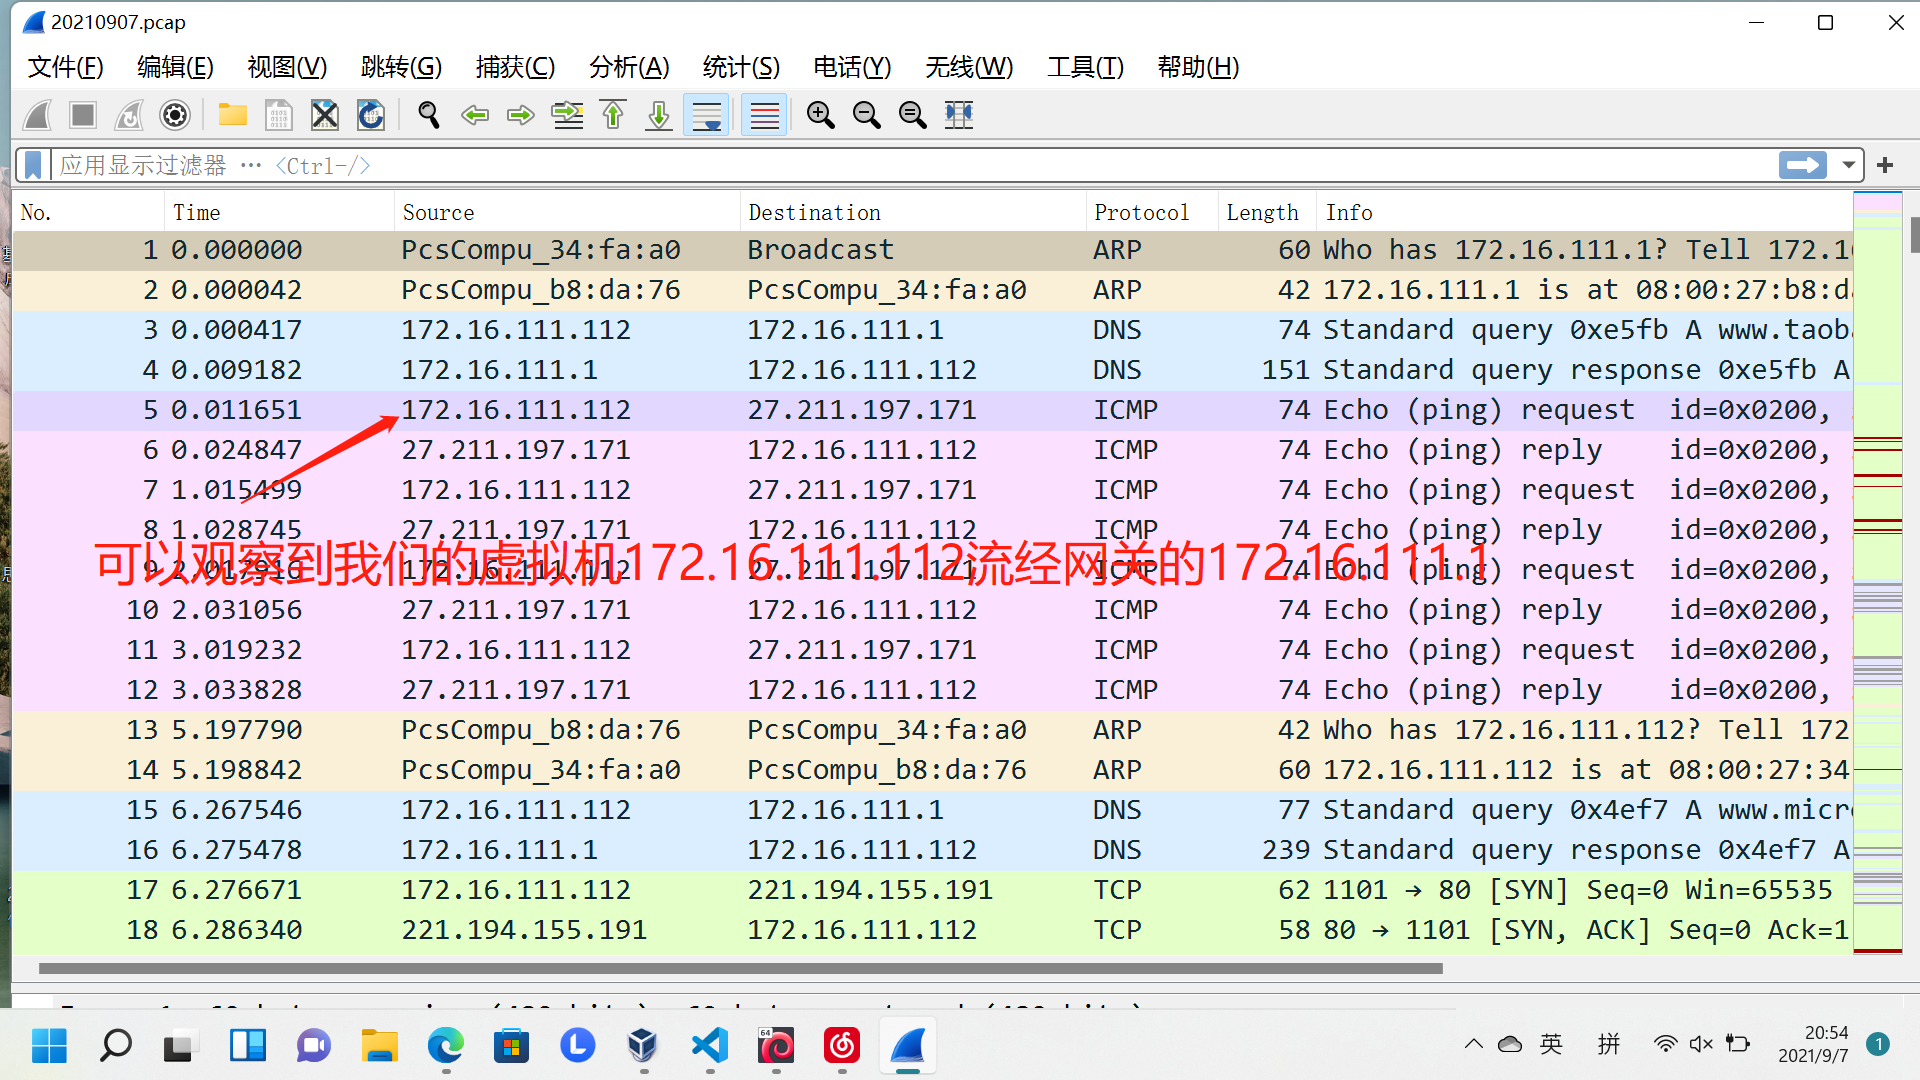 20210907.pcap
文件(F) 编辑(E) 视图(V) 跳转(G) 捕获(C) 分析(A) 统计(S) 电话(Y) 无线(W) 工具(T) 帮助(H)
应用显示过滤器 … <Ctrl-/>
No. Time Source Destination Protocol Length Info
1 0.000000 PcsCompu_34:fa:a0 Broadcast ARP 60 Who has 172.16.111.1? Tell 172.16
2 0.000042 PcsCompu_b8:da:76 PcsCompu_34:fa:a0 ARP 42 172.16.111.1 is at 08:00:27:b8:da
3 0.000417 172.16.111.112 172.16.111.1 DNS 74 Standard query 0xe5fb A www.taoba
4 0.009182 172.16.111.1 172.16.111.112 DNS 151 Standard query response 0xe5fb A
5 0.011651 172.16.111.112 27.211.197.171 ICMP 74 Echo (ping) request id=0x0200,
6 0.024847 27.211.197.171 172.16.111.112 ICMP 74 Echo (ping) reply id=0x0200,
7 1.015499 172.16.111.112 27.211.197.171 ICMP 74 Echo (ping) request id=0x0200,
8 1.028745 27.211.197.171 172.16.111.112 ICMP 74 Echo (ping) reply id=0x0200,
可以观察到我们的虚拟机172.16.111.112流经网关的172.16.111.1
9 172.16.111.112 27.211.197.171 ICMP 74 Echo (ping) request id=0x0200,
10 2.031056 27.211.197.171 172.16.111.112 ICMP 74 Echo (ping) reply id=0x0200,
11 3.019232 172.16.111.112 27.211.197.171 ICMP 74 Echo (ping) request id=0x0200,
12 3.033828 27.211.197.171 172.16.111.112 ICMP 74 Echo (ping) reply id=0x0200,
13 5.197790 PcsCompu_b8:da:76 PcsCompu_34:fa:a0 ARP 42 Who has 172.16.111.112? Tell 172
14 5.198842 PcsCompu_34:fa:a0 PcsCompu_b8:da:76 ARP 60 172.16.111.112 is at 08:00:27:34
15 6.267546 172.16.111.112 172.16.111.1 DNS 77 Standard query 0x4ef7 A www.micro
16 6.275478 172.16.111.1 172.16.111.112 DNS 239 Standard query response 0x4ef7 A
17 6.276671 172.16.111.112 221.194.155.191 TCP 62 1101 → 80 [SYN] Seq=0 Win=65535
18 6.286340 221.194.155.191 172.16.111.112 TCP 58 80 → 1101 [SYN, ACK] Seq=0 Ack=1
64
英 拼 20:54
2021/9/7 1